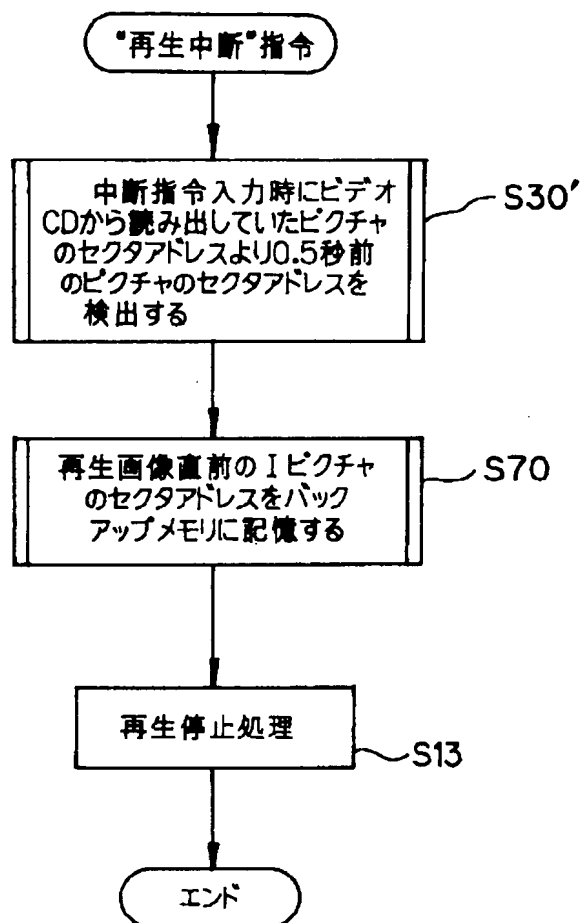 “再生中断”指令
中断指令入力時にビデオ
CDから読み出していたピクチャ
のセクタアドレスより0.5秒前
のピクチャのセクタアドレスを
検出する
S30′
再生画像直前のIピクチャ
のセクタアドレスをバック
アップメモリに記憶する
S70
再生停止処理
S13
エンド